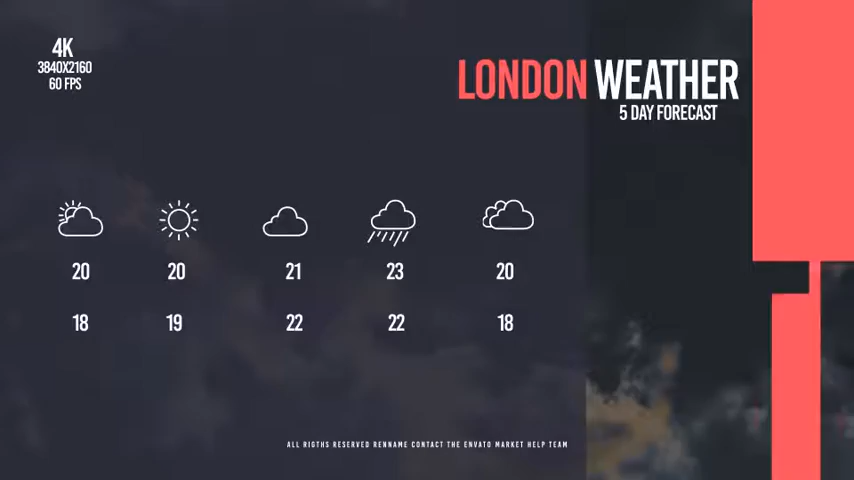 4K
3840X2160
60 FPS
LONDON WEATHER
5 DAY FORECAST
20 20 21 23 20
18 19 22 22 18
ALL RIGTHS RESERVED RENNAME CONTACT THE ENVATO MARKET HELP TEAM